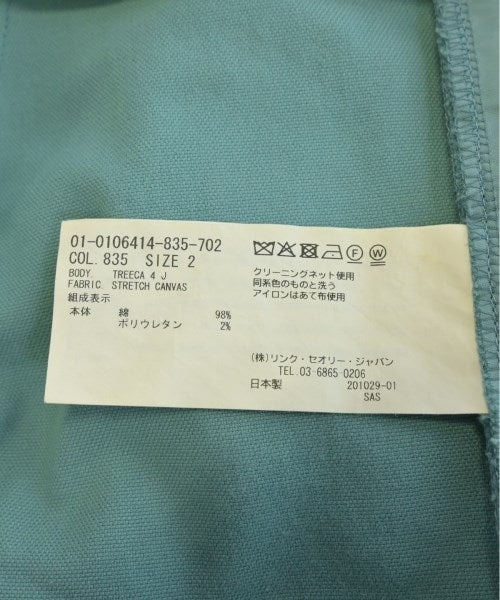 01-0106414-835-702
COL. 835 SIZE 2
BODY. TREECA 4 J
FABRIC. STRETCH CANVAS
組成表示
本体 綿 98%
ポリウレタン 2%
P W
クリーニングネット使用
同系色のものと洗う
アイロンはあて布使用
(株)リンク・セオリー・ジャパン
TEL.03-6865-0206
日本製 201029-01
SAS